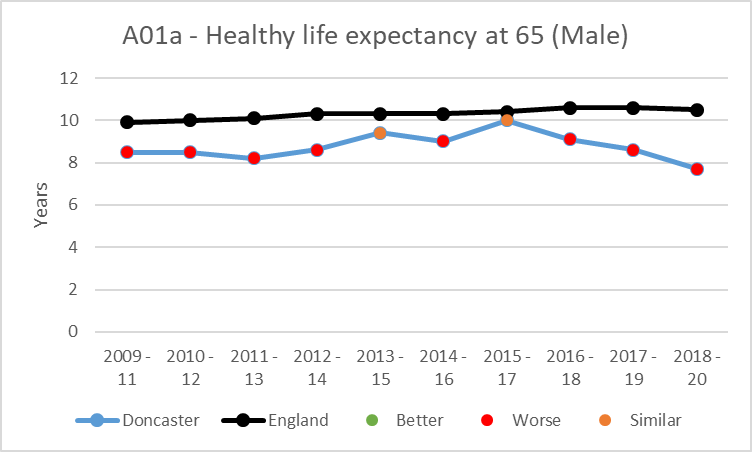 A01a - Healthy life expectancy at 65 (Male)
12
10
8
6
4
2
0
Years
2009 - 11
2010 - 12
2011 - 13
2012 - 14
2013 - 15
2014 - 16
2015 - 17
2016 - 18
2017 - 19
2018 - 20
Doncaster
England
Better
Worse
Similar